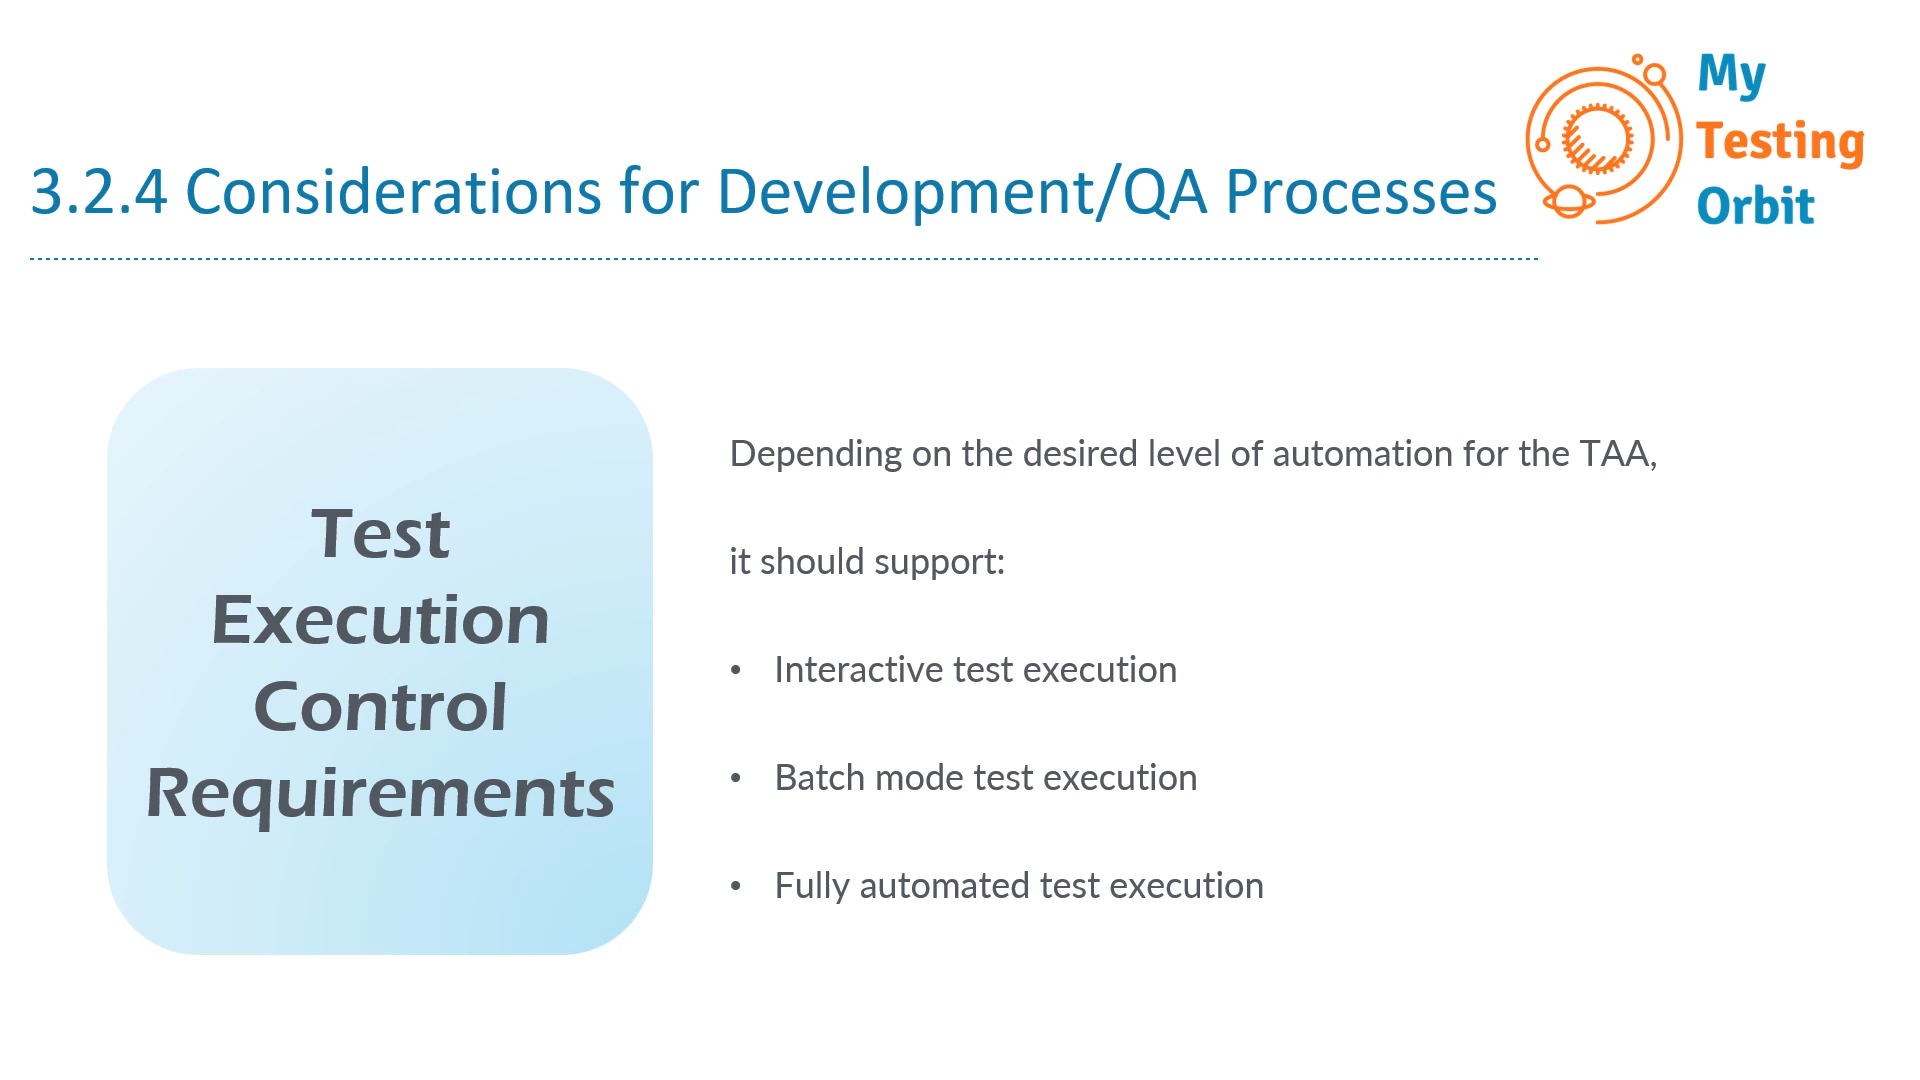 My
Testing
Orbit
3.2.4 Considerations for Development/QA Processes
Test
Execution
Control
Requirements
Depending on the desired level of automation for the TAA,
it should support:
• Interactive test execution
• Batch mode test execution
• Fully automated test execution